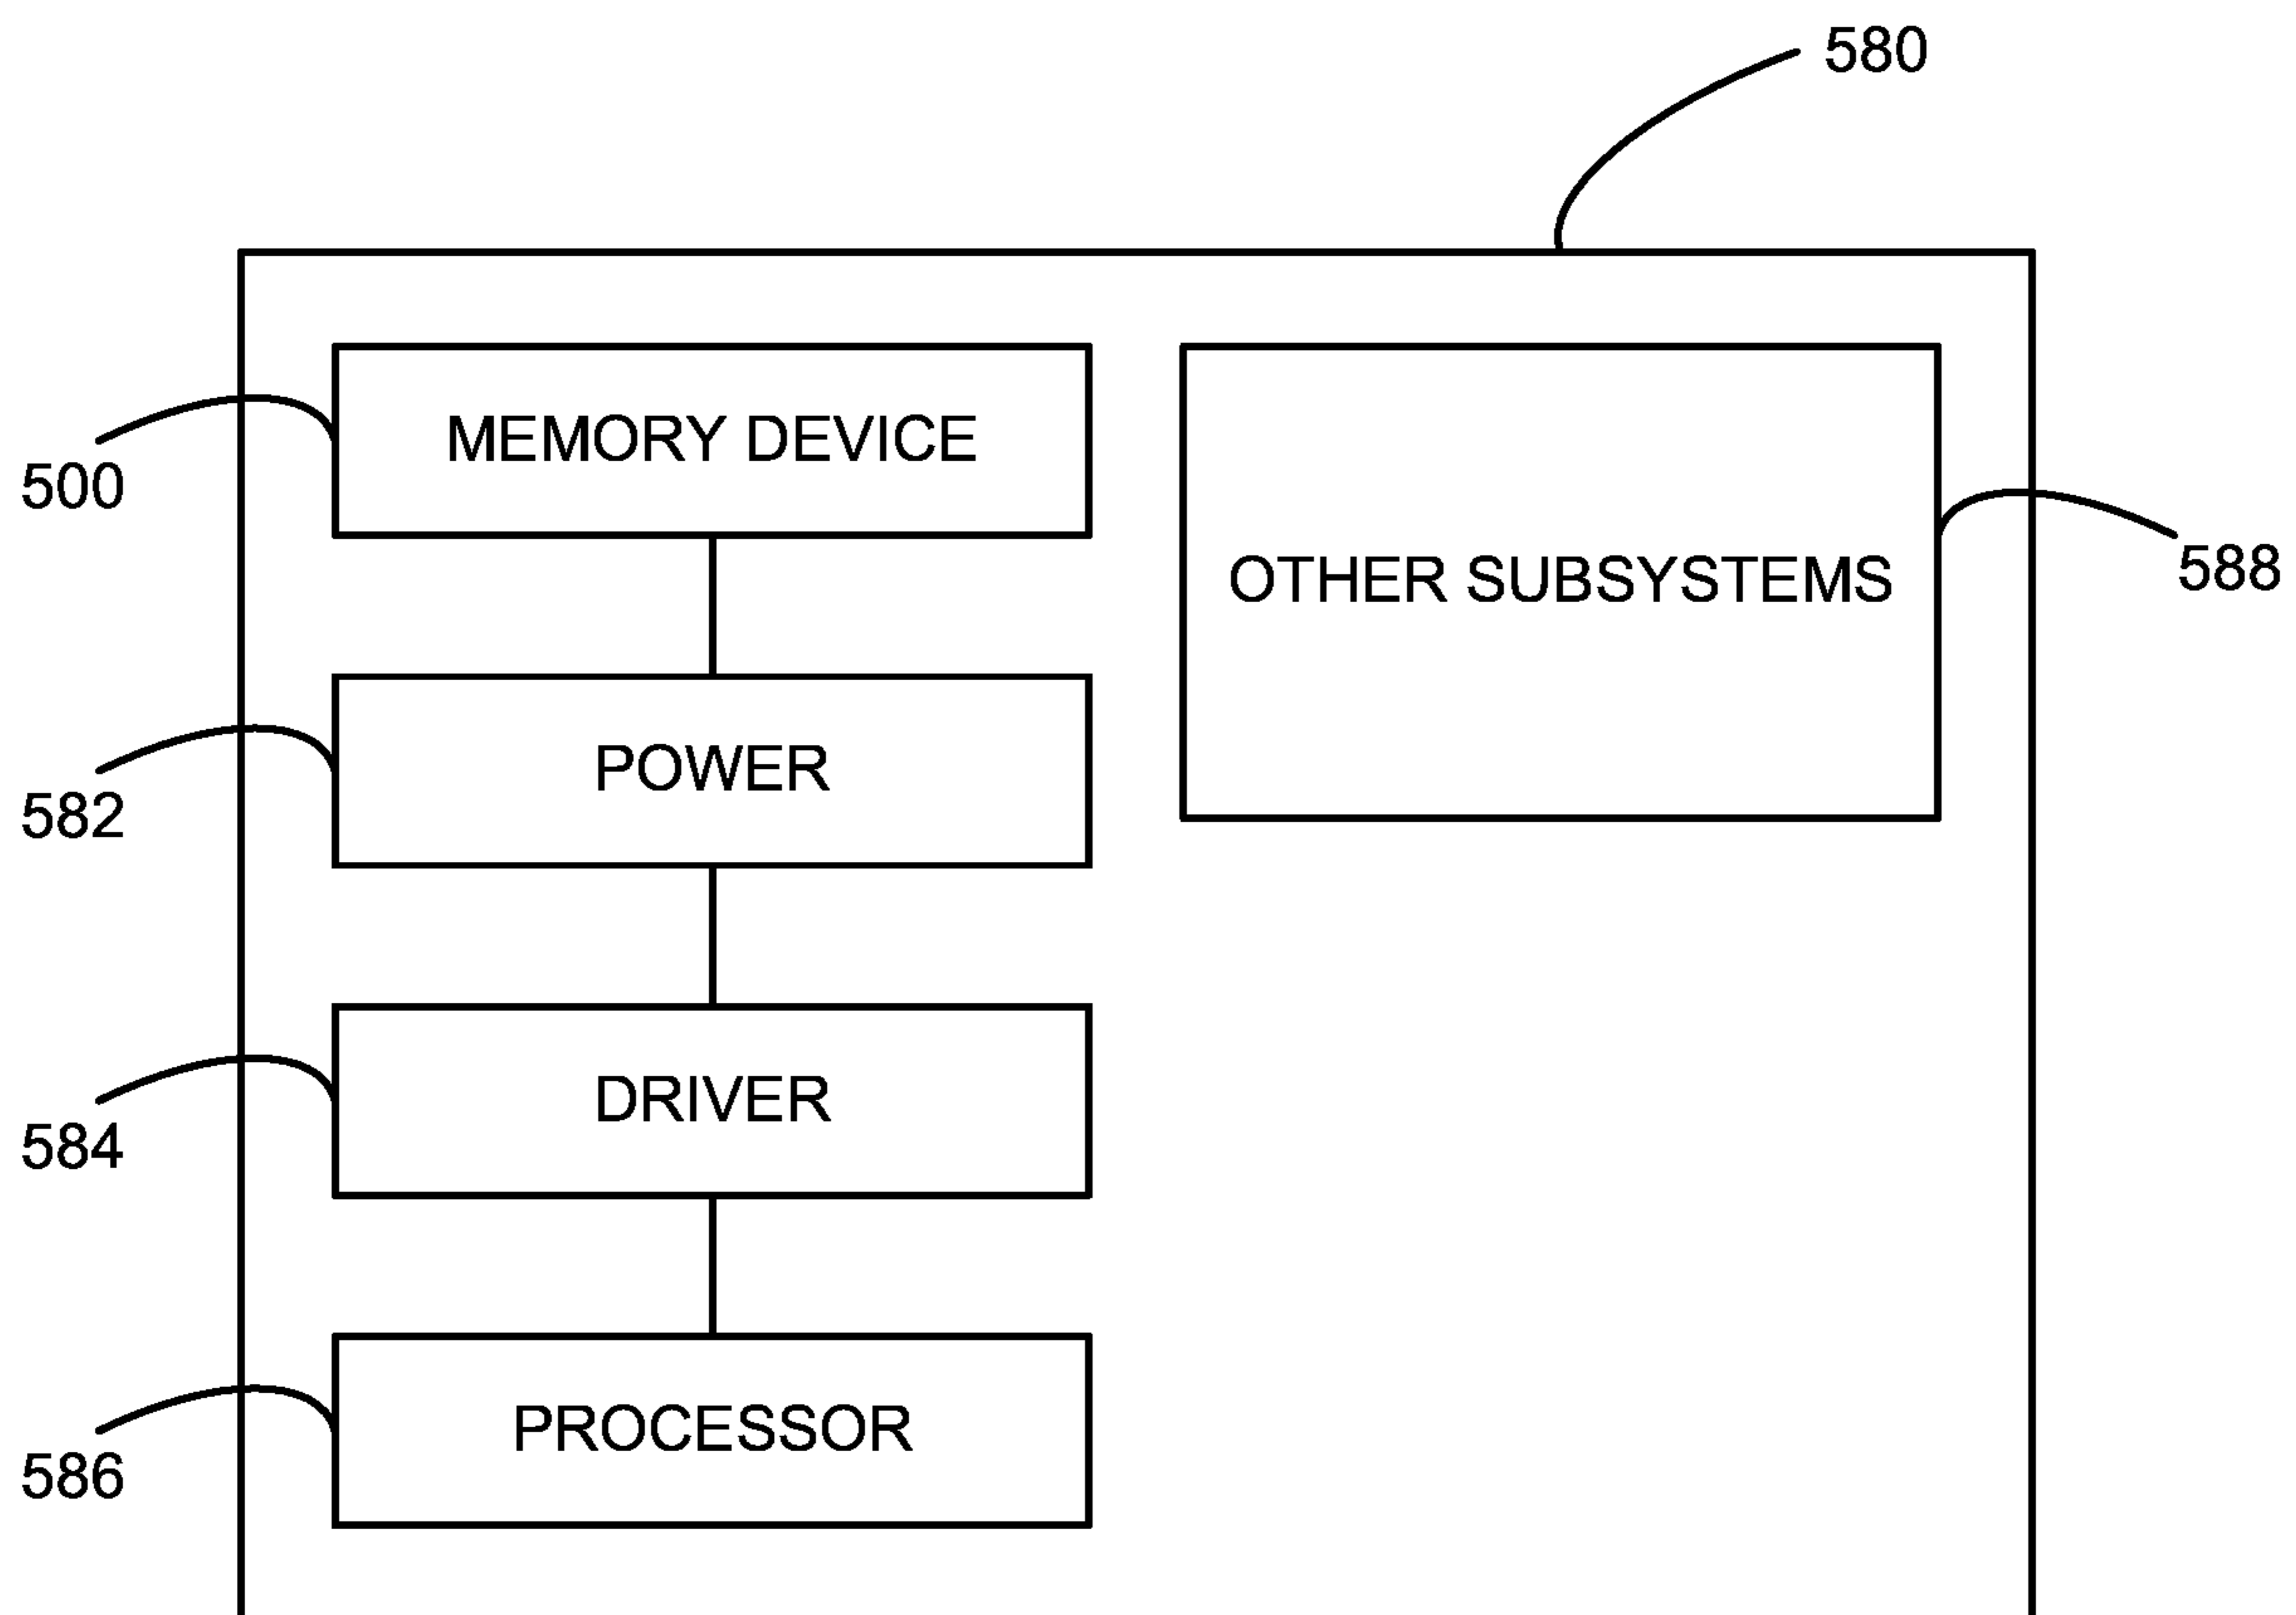 580
MEMORY DEVICE
500
OTHER SUBSYSTEMS
588
POWER
582
DRIVER
584
PROCESSOR
586